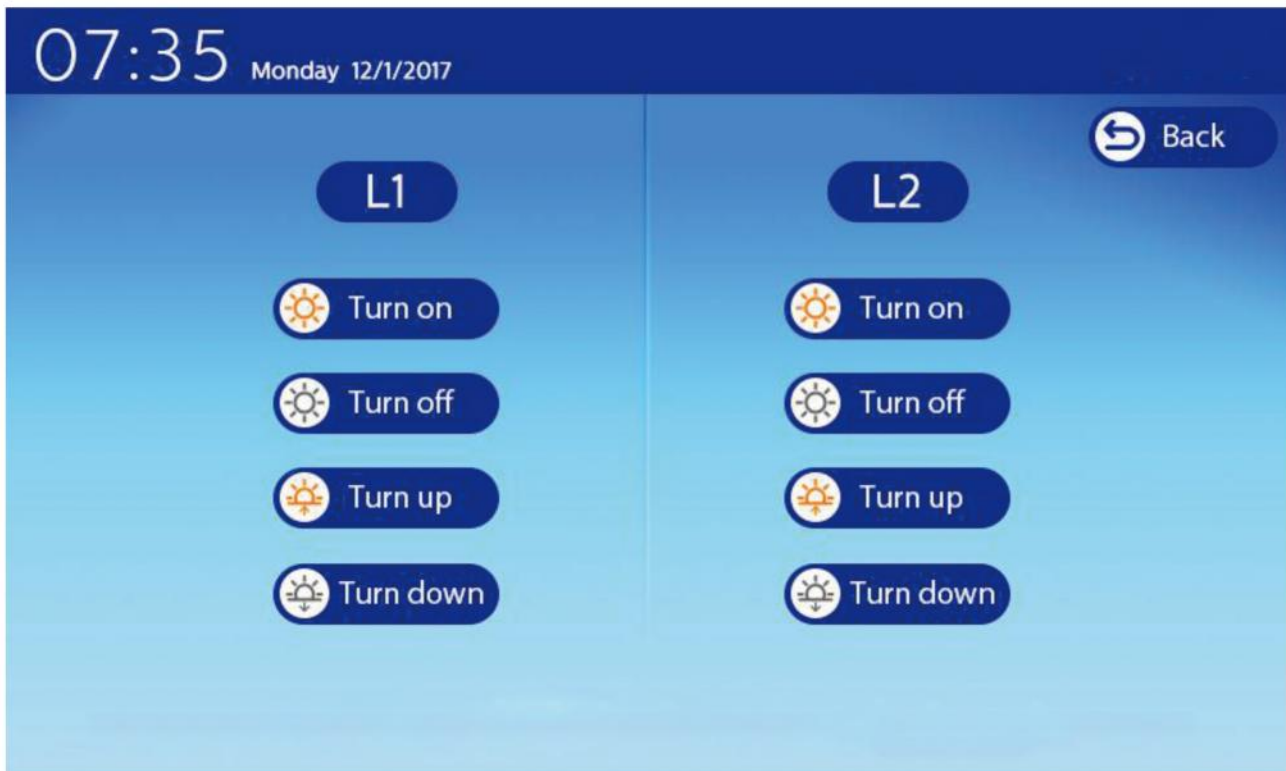 07:35 Monday 12/1/2017
Back
L1
Turn on
Turn off
Turn up
Turn down
L2
Turn on
Turn off
Turn up
Turn down